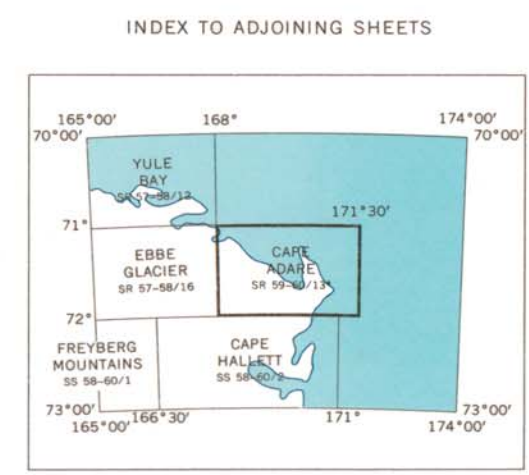 INDEX TO ADJOINING SHEETS
165°00' 168° 174°00'
70°00' 70°00'
YULE
BAY
SR 57-58/12
71° 171°30'
EBBE
GLACIER
SR 57-58/16
CAPE
ADARE
SR 59-60/13*
72°
FREYBERG
MOUNTAINS
SS 58-60/1
CAPE
HALLETT
SS 58-60/2
73°00' 73°00'
165°00' 166°30' 171° 174°00'